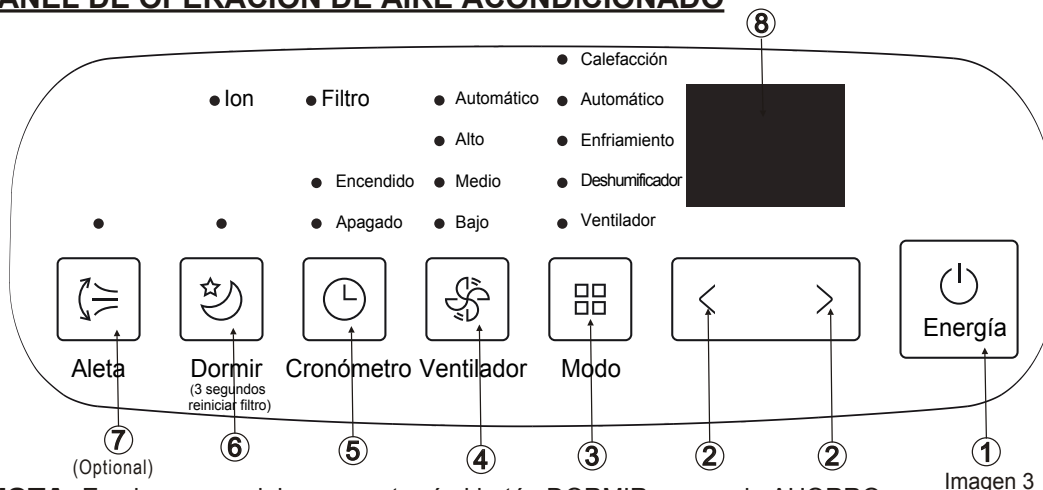 PANEL DE OPERACIÓN DE AIRE ACONDICIONADO
⑧
Calefacción
Ion
Filtro
Automático
Automático
Alto
Enfriamiento
Encendido
Medio
Deshumificador
Apagado
Bajo
Ventilador
< >
Energía
Aleta
Dormir
(3 segundos
reiniciar filtro)
Cronómetro
Ventilador
Modo
⑦
(Optional)
⑥
⑤
④
③
②
②
①
Imagen 3